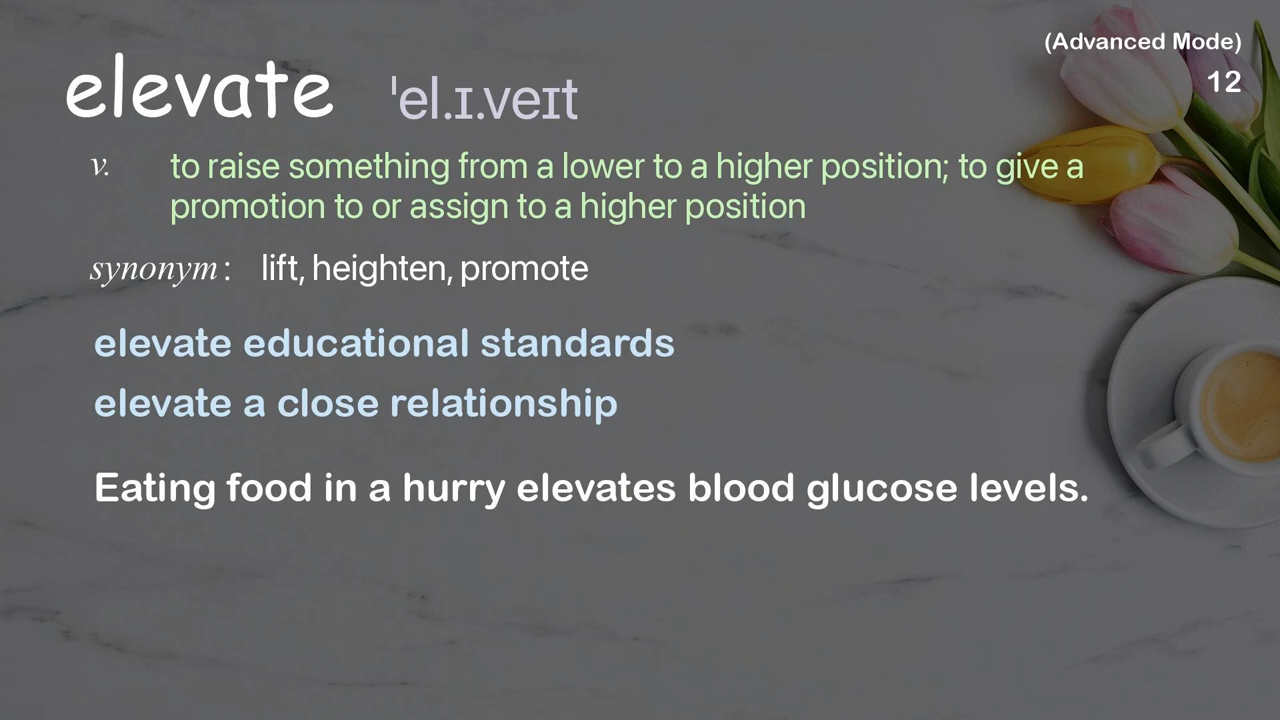 (Advanced Mode)
12
elevate ˈel.ɪ.veɪt
v. to raise something from a lower to a higher position; to give a
promotion to or assign to a higher position
synonym : lift, heighten, promote
elevate educational standards
elevate a close relationship
Eating food in a hurry elevates blood glucose levels.